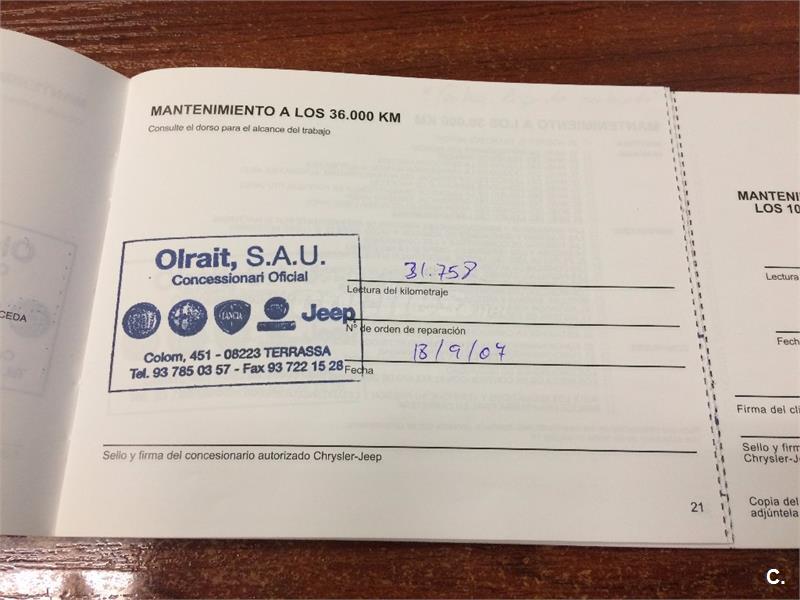 MANTENIMIENTO A LOS 36.000 KM
Consulte el dorso para el alcance del trabajo
Olrait, S.A.U.
Concessionari Oficial
LANCIA
Jeep
Colom, 451 - 08223 TERRASSA
Tel. 93 785 03 57 - Fax 93 722 15 28
31.758
Lectura del kilometraje
Nº de orden de reparación
18/9/07
Fecha
Sello y firma del concesionario autorizado Chrysler-Jeep
21
CEDA
MANTENI
LOS 10
Lectura
Fech
Firma del cli
Sello y firm
Chrysler-J
Copia del
adjúntela
C.